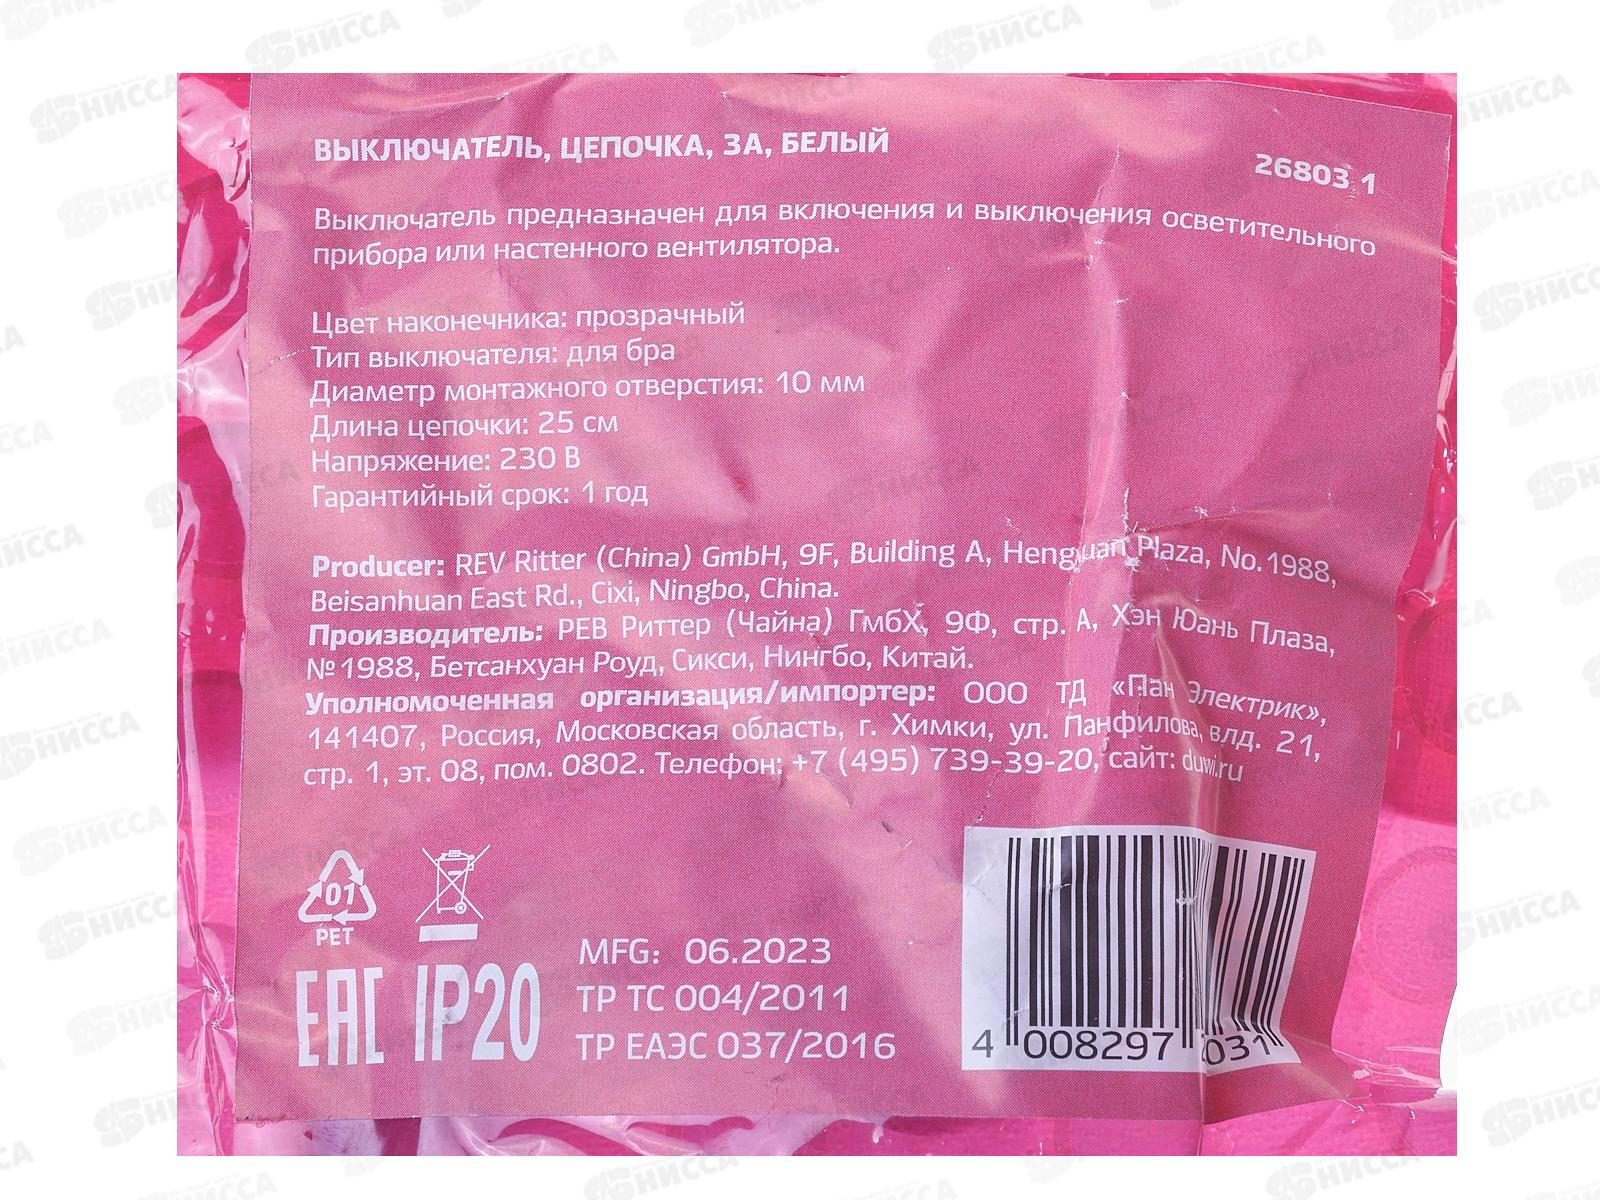 ВЫКЛЮЧАТЕЛЬ, ЦЕПОЧКА, 3А, БЕЛЫЙ
26803 1
Выключатель предназначен для включения и выключения осветительного
прибора или настенного вентилятора.
Цвет наконечника: прозрачный
Тип выключателя: для бра
Диаметр монтажного отверстия: 10 мм
Длина цепочки: 25 см
Напряжение: 230 В
Гарантийный срок: 1 год
Producer: REV Ritter (China) GmbH, 9F, Building A, Plaza, No.1988,
Beisanhuan East Rd., Cixi, Ningbo, China.
Производитель: РЕВ Риттер (Чайна) ГмбХ, 9Ф, стр. А, Хэн Юань Плаза,
№1988, Бетсанхуан Роуд, Сикси, Нингбо, Китай.
Уполномоченная организация/импортер: ООО ТД «Пан Электрик»,
141407, Россия, Московская область, г. Химки, ул. Панфилова, влд. 21,
стр. 1, эт. 08, пом. 0802. Телефон: +7 (495) 739-39-20, сайт: duwi.ru
01
PET
EAC IP20
MFG: 06.2023
ТР ТС 004/2011
ТР ЕАЭС 037/2016
4 008297
НИССА